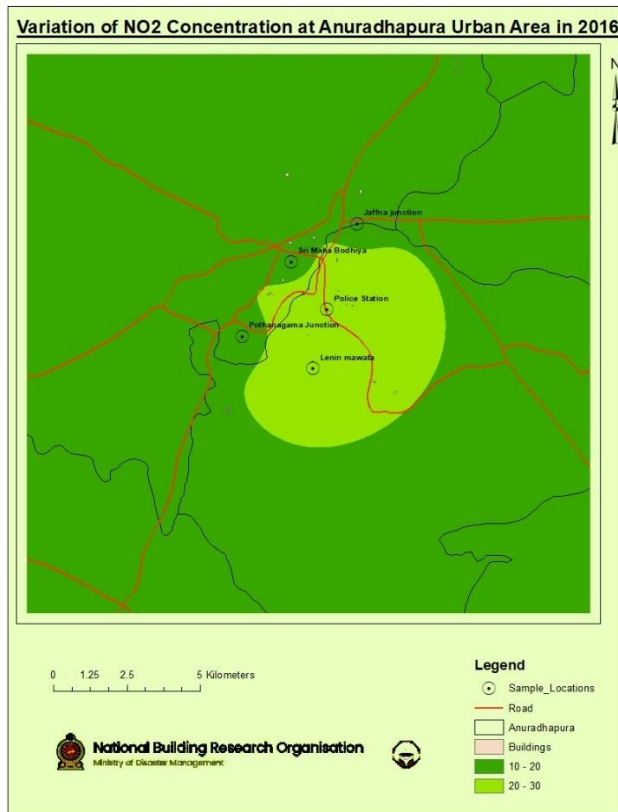 Variation of NO2 Concentration at Anuradhapura Urban Area in 2016
N
Jaffna junction
Sri Maha Bodhiya
Police Station
Pothanagama Junction
Lenin mawata
0 1.25 2.5 5 Kilometers
Legend
Sample_Locations
Road
Anuradhapura
Buildings
10 - 20
20 - 30
National Building Research Organisation
Ministry of Disaster Management